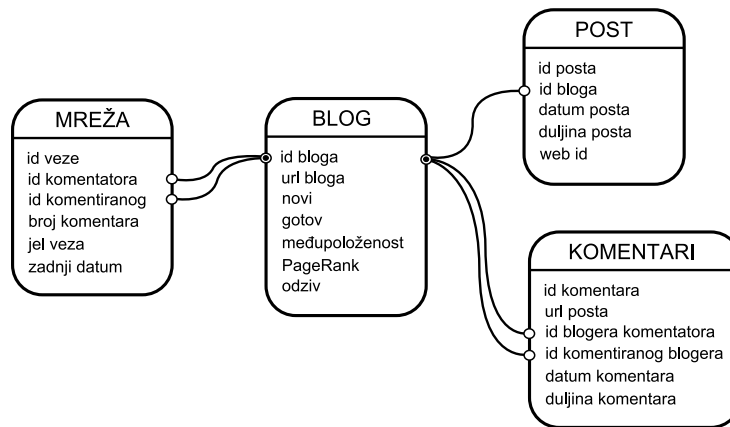 MREŽA
id veze
id komentatora
id komentiranog
broj komentara
jel veza
zadnji datum
BLOG
id bloga
url bloga
novi
gotov
međupoloženost
PageRank
odziv
POST
id posta
id bloga
datum posta
duljina posta
web id
KOMENTARI
id komentara
url posta
id blogera komentatora
id komentiranog blogera
datum komentara
duljina komentara